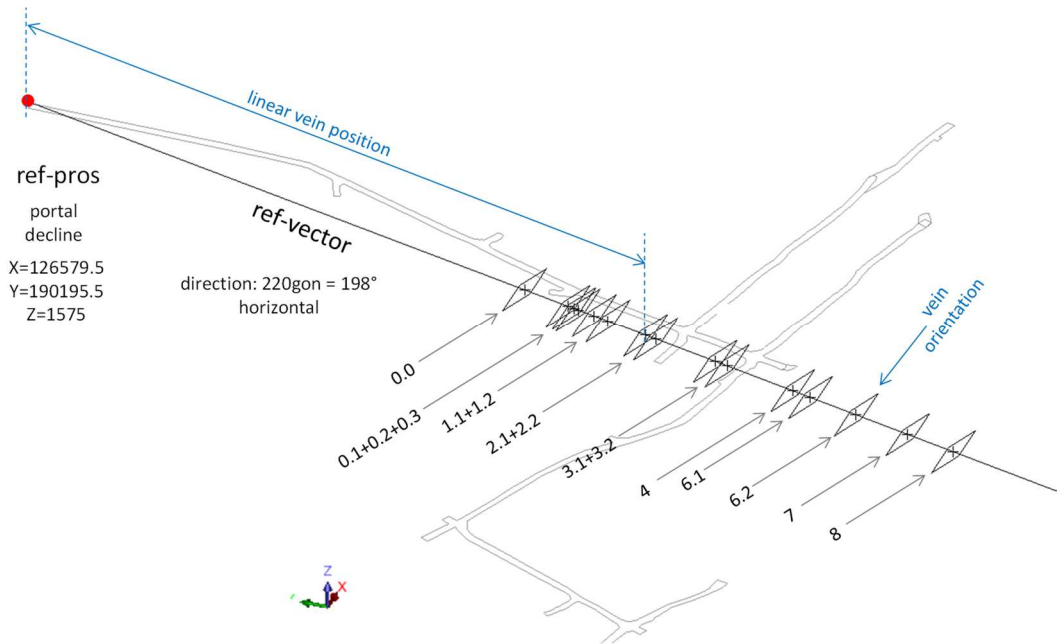 linear vein position
ref-pros
portal
decline
X=126579.5
Y=190195.5
Z=1575
ref-vector
direction: 220gon = 198°
horizontal
vein
orientation
0.0
0.1+0.2+0.3
1.1+1.2
2.1+2.2
3.1+3.2
4
6.1
6.2
7
8
Z
X